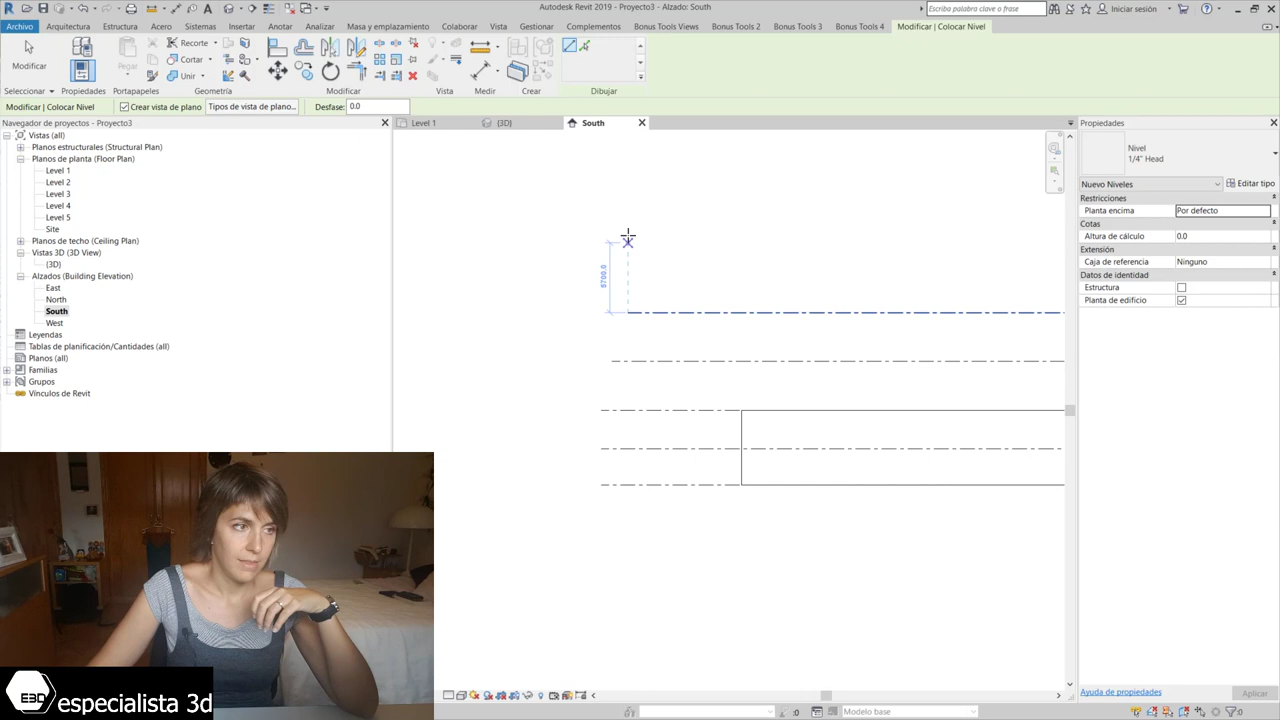 Autodesk Revit 2019 - Proyecto3 - Alzado: South
Escriba palabra clave o frase
Iniciar sesión
Archivo Arquitectura Estructura Acero Sistemas Insertar Anotar Analizar Masa y emplazamiento Colaborar Vista Gestionar Complementos Bonus Tools Views Bonus Tools 2 Bonus Tools 3 Bonus Tools 4 Modificar | Colocar Nivel
Modificar
Pegar
Recorte
Cortar
Unir
Seleccionar Propiedades Portapapeles Geometría Modificar Vista Medir Crear Dibujar
Modificar | Colocar Nivel Crear vista de plano Tipos de vista de plano... Desfase: 0.0
Navegador de proyectos - Proyecto3
Vistas (all)
Planos estructurales (Structural Plan)
Planos de planta (Floor Plan)
Level 1
Level 2
Level 3
Level 4
Level 5
Site
Planos de techo (Ceiling Plan)
Vistas 3D (3D View)
{3D}
Alzados (Building Elevation)
East
North
South
West
Leyendas
Tablas de planificación/Cantidades (all)
Planos (all)
Familias
Grupos
Vínculos de Revit
Level 1
{3D}
South
5700.0
Propiedades
Nivel
1/4" Head
Nuevo Niveles
Editar tipo
Restricciones
Planta encima Por defecto
Cotas
Altura de cálculo 0.0
Extensión
Caja de referencia Ninguno
Datos de identidad
Estructura
Planta de edificio
Ayuda de propiedades
Aplicar
:0
Modelo base
:0
E3D
especialista 3d